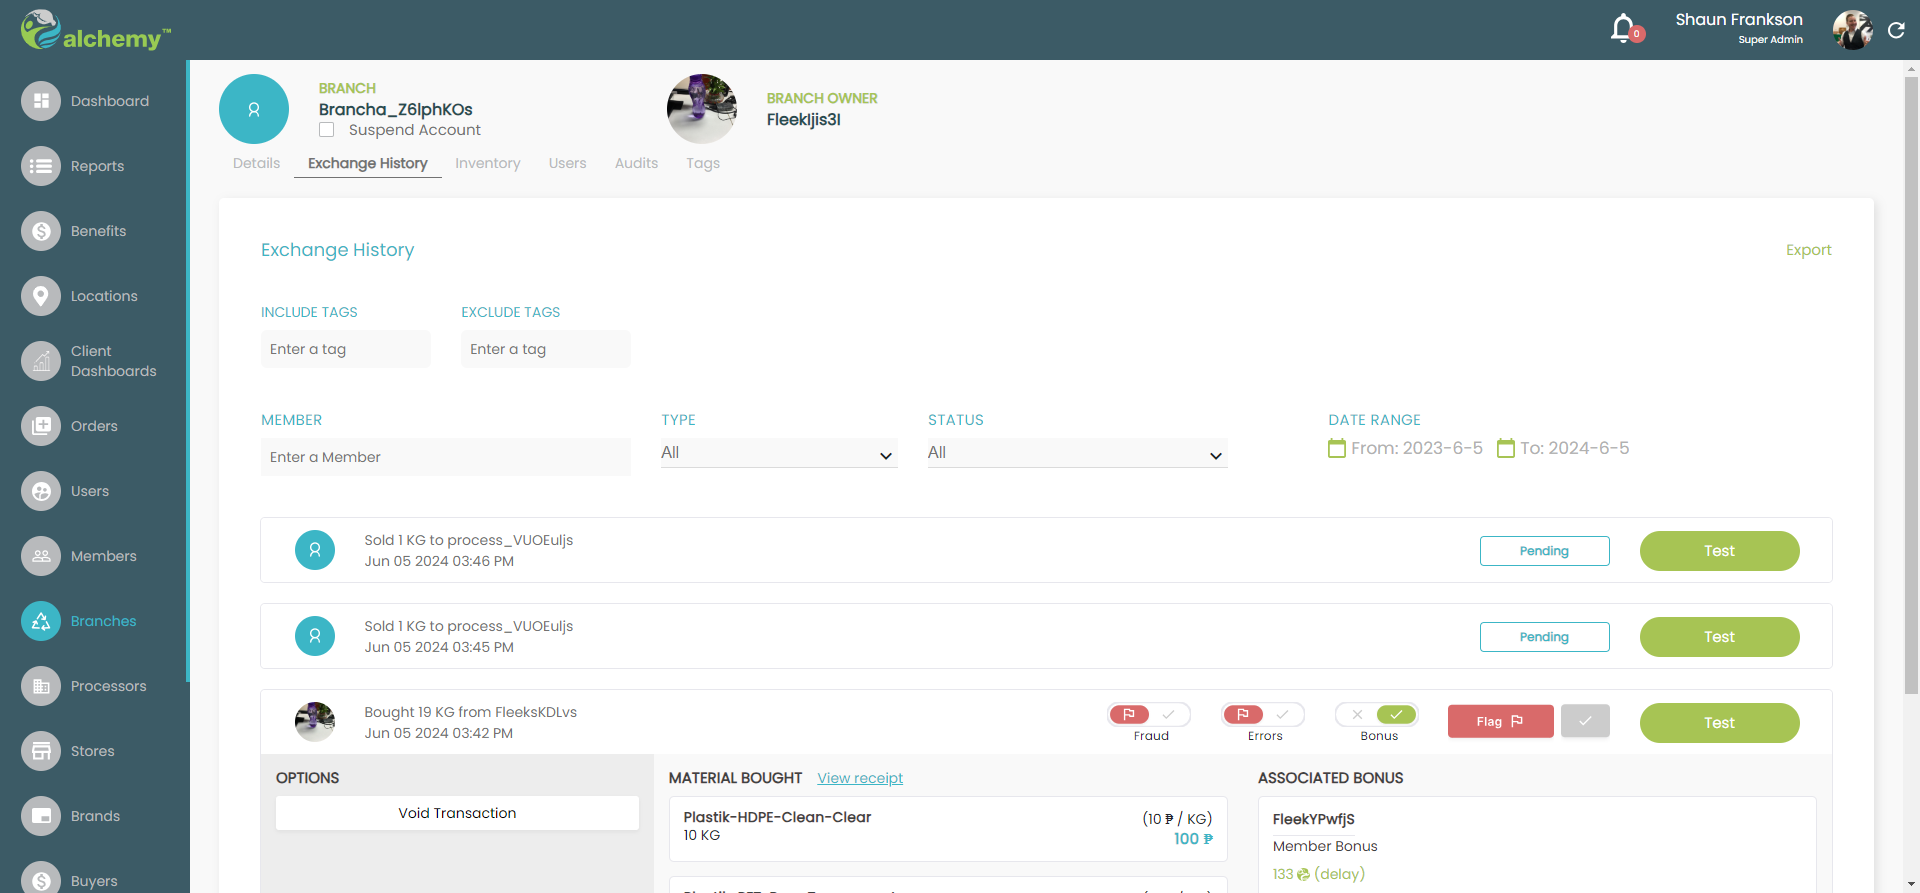 alchemy™
0
Shaun Frankson
Super Admin
Dashboard
Reports
Benefits
Locations
Client
Dashboards
Orders
Users
Members
Branches
Processors
Stores
Brands
Buyers
BRANCH
Suspend Account
BRANCH OWNER
Details
Exchange History
Inventory
Users
Audits
Tags
Exchange History
Export
INCLUDE TAGS
EXCLUDE TAGS
Enter a tag
Enter a tag
MEMBER
TYPE
STATUS
DATE RANGE
Enter a Member
All
All
From: 2023-6-5
To: 2024-6-5
Sold 1 KG to process_VUOEuljs
Jun 05 2024 03:46 PM
Pending
Test
Sold 1 KG to process_VUOEuljs
Jun 05 2024 03:45 PM
Pending
Test
Bought 19 KG from FleeksKDLvs
Jun 05 2024 03:42 PM
Fraud
Errors
Bonus
Flag
Test
OPTIONS
Void Transaction
MATERIAL BOUGHT
View receipt
Plastik-HDPE-Clean-Clear
10 KG
(10 ₱ / KG)
100 ₱
ASSOCIATED BONUS
FleekYPwfjS
Member Bonus
133 (delay)